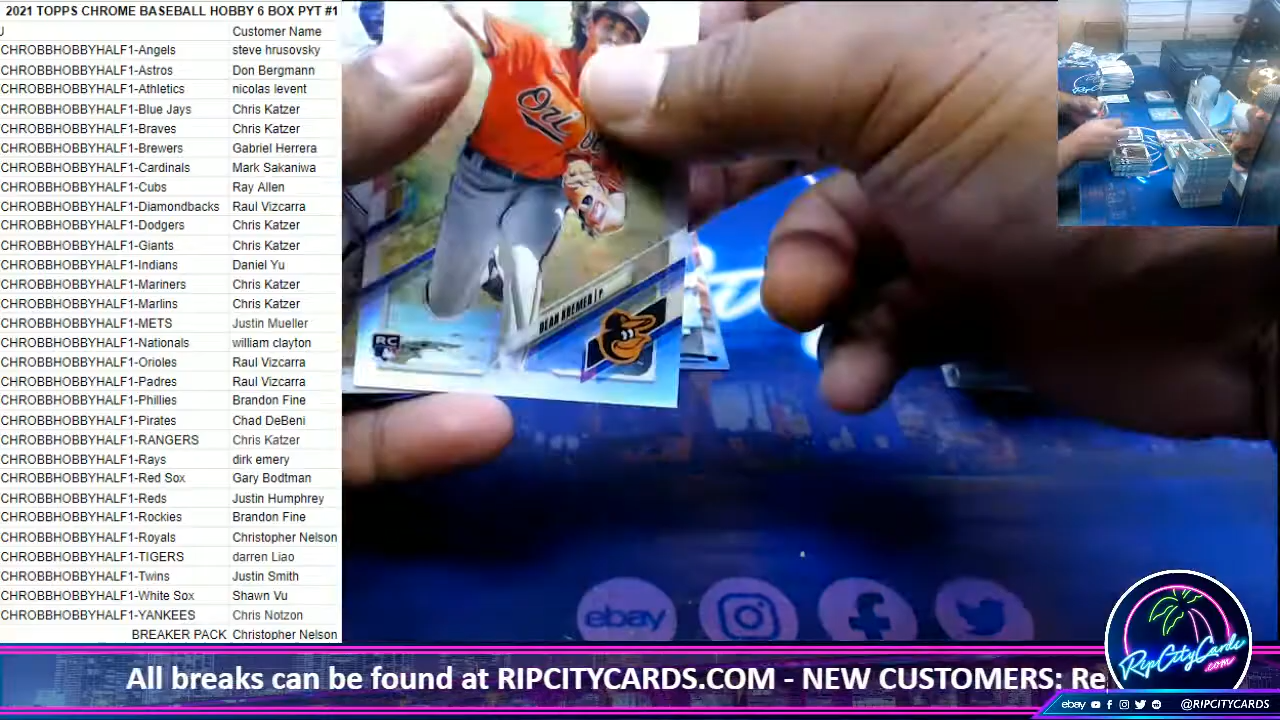 2021 TOPPS CHROME BASEBALL HOBBY 6 BOX PYT #1
Customer Name
CHROBBHOBBYHALF1-Angels steve hrusovsky
CHROBBHOBBYHALF1-Astros Don Bergmann
CHROBBHOBBYHALF1-Athletics nicolas levent
CHROBBHOBBYHALF1-Blue Jays Chris Katzer
CHROBBHOBBYHALF1-Braves Chris Katzer
CHROBBHOBBYHALF1-Brewers Gabriel Herrera
CHROBBHOBBYHALF1-Cardinals Mark Sakaniwa
CHROBBHOBBYHALF1-Cubs Ray Allen
CHROBBHOBBYHALF1-Diamondbacks Raul Vizcarra
CHROBBHOBBYHALF1-Dodgers Chris Katzer
CHROBBHOBBYHALF1-Giants Chris Katzer
CHROBBHOBBYHALF1-Indians Daniel Yu
CHROBBHOBBYHALF1-Mariners Chris Katzer
CHROBBHOBBYHALF1-Marlins Chris Katzer
CHROBBHOBBYHALF1-METS Justin Mueller
CHROBBHOBBYHALF1-Nationals william clayton
CHROBBHOBBYHALF1-Orioles Raul Vizcarra
CHROBBHOBBYHALF1-Padres Raul Vizcarra
CHROBBHOBBYHALF1-Phillies Brandon Fine
CHROBBHOBBYHALF1-Pirates Chad DeBeni
CHROBBHOBBYHALF1-RANGERS Chris Katzer
CHROBBHOBBYHALF1-Rays dirk emery
CHROBBHOBBYHALF1-Red Sox Gary Bodtman
CHROBBHOBBYHALF1-Reds Justin Humphrey
CHROBBHOBBYHALF1-Rockies Brandon Fine
CHROBBHOBBYHALF1-Royals Christopher Nelson
CHROBBHOBBYHALF1-TIGERS darren Liao
CHROBBHOBBYHALF1-Twins Justin Smith
CHROBBHOBBYHALF1-White Sox Shawn Vu
CHROBBHOBBYHALF1-YANKEES Chris Notzon
BREAKER PACK Christopher Nelson
DEAN KREMER | P
RC
ebay
RipCityCards
.com
All breaks can be found at RIPCITYCARDS.COM - NEW CUSTOMERS: Re
ebay @RIPCITYCARDS